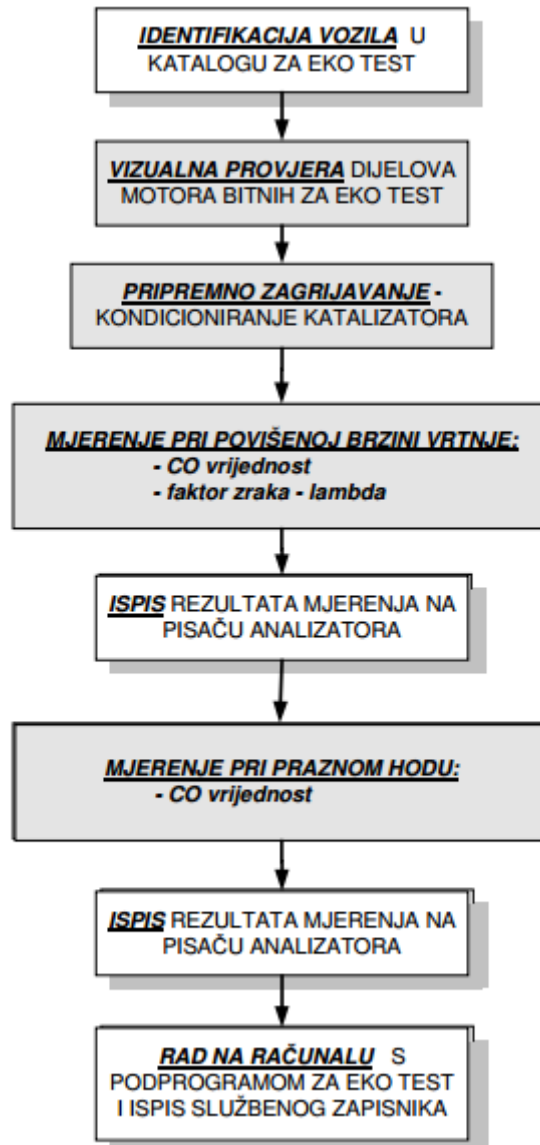 IDENTIFIKACIJA VOZILA U
KATALOGU ZA EKO TEST
VIZUALNA PROVJERA DIJELOVA
MOTORA BITNIH ZA EKO TEST
PRIPREMNO ZAGRIJAVANJE -
KONDICIONIRANJE KATALIZATORA
MJERENJE PRI POVIŠENOJ BRZINI VRTNJE:
- CO vrijednost
- faktor zraka - lambda
ISPIS REZULTATA MJERENJA NA
PISAČU ANALIZATORA
MJERENJE PRI PRAZNOM HODU:
- CO vrijednost
ISPIS REZULTATA MJERENJA NA
PISAČU ANALIZATORA
RAD NA RAČUNALU S
PODPROGRAMOM ZA EKO TEST
I ISPIS SLUŽBENOG ZAPISNIKA